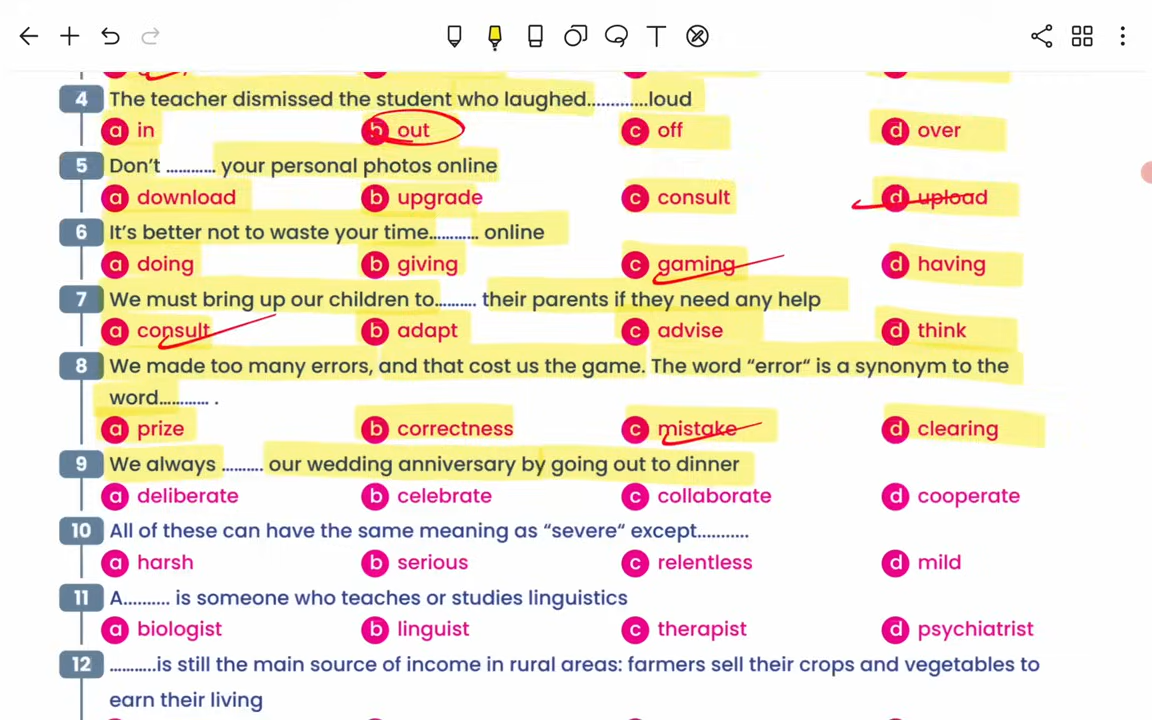 4 The teacher dismissed the student who laughed............loud
a in b out c off d over
5 Don't ............ your personal photos online
a download b upgrade c consult d upload
6 It's better not to waste your time............ online
a doing b giving c gaming d having
7 We must bring up our children to.......... their parents if they need any help
a consult b adapt c advise d think
8 We made too many errors, and that cost us the game. The word “error“ is a synonym to the
word............ .
a prize b correctness c mistake d clearing
9 We always .......... our wedding anniversary by going out to dinner
a deliberate b celebrate c collaborate d cooperate
10 All of these can have the same meaning as “severe“ except...........
a harsh b serious c relentless d mild
11 A.......... is someone who teaches or studies linguistics
a biologist b linguist c therapist d psychiatrist
12 ...........is still the main source of income in rural areas: farmers sell their crops and vegetables to
earn their living